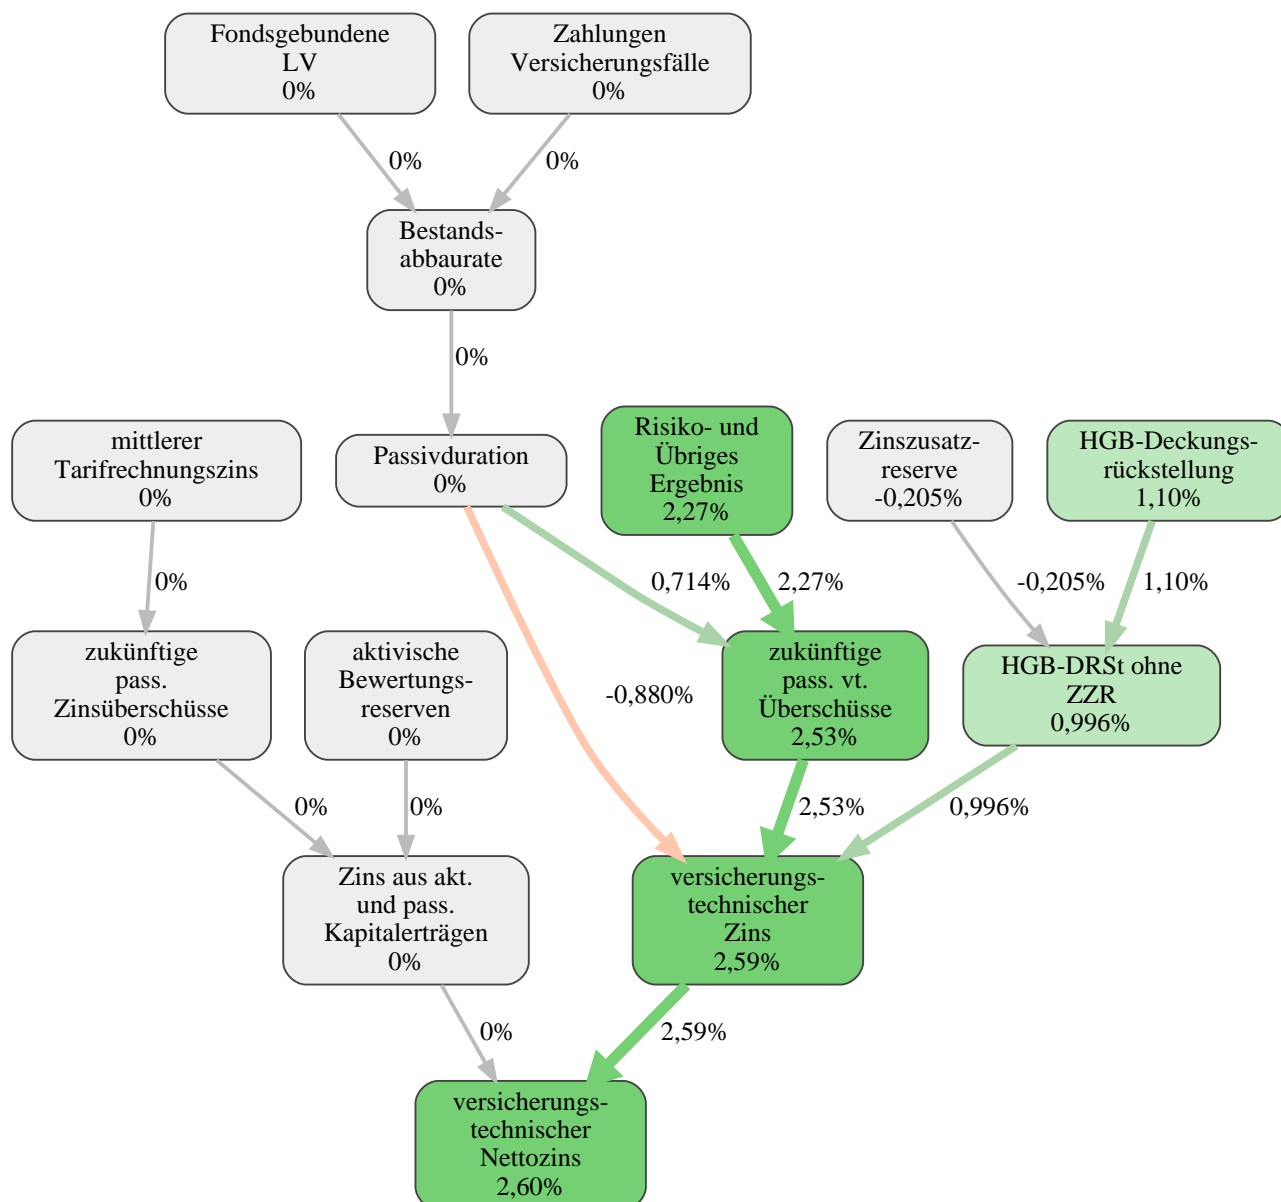 Fondsgebundene
LV
0%
Zahlungen
Versicherungsfälle
0%
0%
0%
Bestands-
abbaurate
0%
0%
mittlerer
Tarifrechnungszins
0%
Passivduration
0%
Risiko- und
Übriges
Ergebnis
2,27%
Zinszusatz-
reserve
-0,205%
HGB-Deckungs-
rückstellung
1,10%
0%
0,714%
2,27%
-0,205%
1,10%
zukünftige
pass.
Zinsüberschüsse
0%
aktivische
Bewertungs-
reserven
0%
-0,880%
zukünftige
pass. vt.
Überschüsse
2,53%
HGB-DRSt ohne
ZZR
0,996%
0%
0%
2,53%
0,996%
Zins aus akt.
und pass.
Kapitalerträgen
0%
versicherungs-
technischer
Zins
2,59%
0%
2,59%
versicherungs-
technischer
Nettozins
2,60%